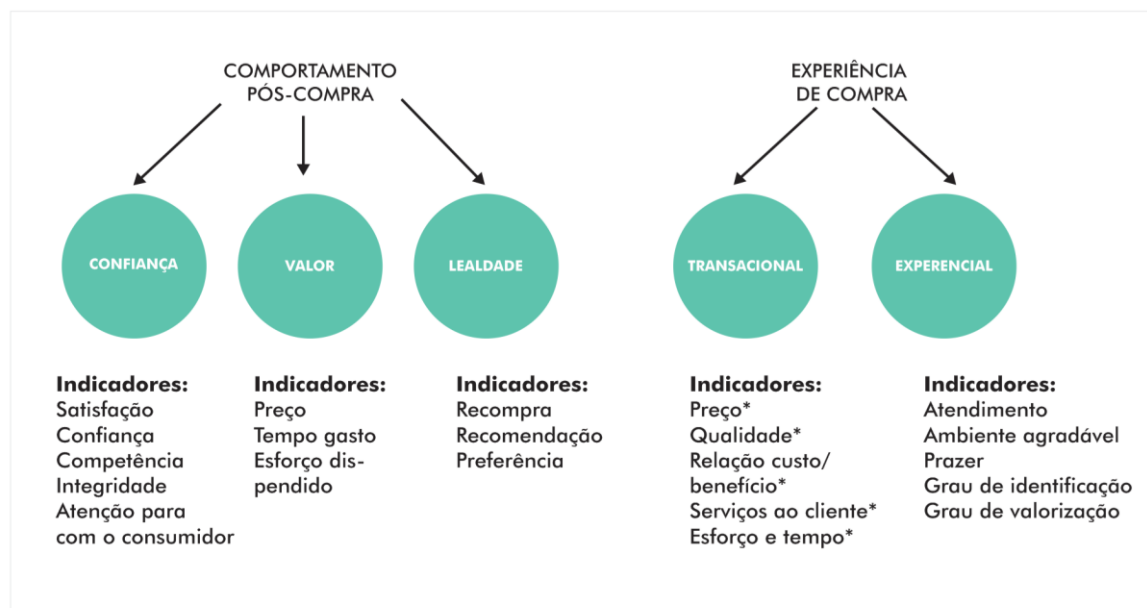 COMPORTAMENTO
PÓS-COMPRA
CONFIANÇA
VALOR
LEALDADE
Indicadores:
Satisfação
Confiança
Competência
Integridade
Atenção para
com o consumidor
Indicadores:
Preço
Tempo gasto
Esforço dis-
pendido
Indicadores:
Recompra
Recomendação
Preferência
EXPERIÊNCIA
DE COMPRA
TRANSACIONAL
EXPERENCIAL
Indicadores:
Preço*
Qualidade*
Relação custo/
benefício*
Serviços ao cliente*
Esforço e tempo*
Indicadores:
Atendimento
Ambiente agradável
Prazer
Grau de identificação
Grau de valorização